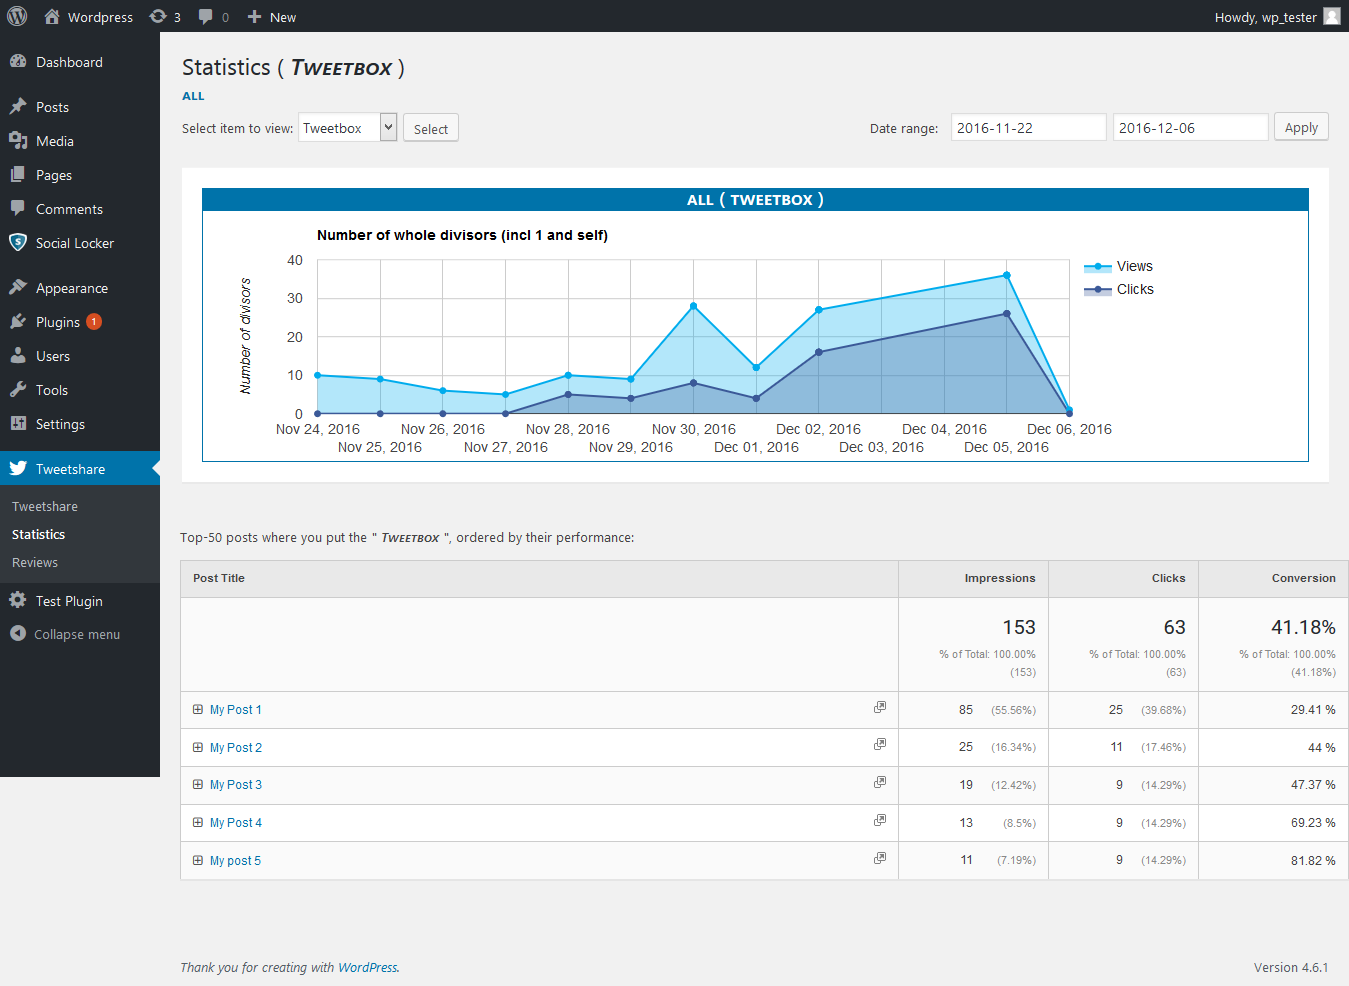 Wordpress 3 0 New Howdy, wp_tester
Dashboard
Posts
Media
Pages
Comments
Social Locker
Appearance
Plugins 1
Users
Tools
Settings
Tweetshare
Tweetshare
Statistics
Reviews
Test Plugin
Collapse menu
Statistics ( TWEETBOX )
ALL
Select item to view: Tweetbox Select Date range: 2016-11-22 2016-12-06 Apply
ALL ( TWEETBOX )
Number of whole divisors (incl 1 and self)
Number of divisors
40
30
20
10
0
Views
Clicks
Nov 24, 2016 Nov 26, 2016 Nov 28, 2016 Nov 30, 2016 Dec 02, 2016 Dec 04, 2016 Dec 06, 2016
Nov 25, 2016 Nov 27, 2016 Nov 29, 2016 Dec 01, 2016 Dec 03, 2016 Dec 05, 2016
Top-50 posts where you put the " TWEETBOX ", ordered by their performance:
Post Title Impressions Clicks Conversion
153 63 41.18%
% of Total: 100.00% % of Total: 100.00% % of Total: 100.00%
(153) (63) (41.18%)
My Post 1 85 (55.56%) 25 (39.68%) 29.41 %
My Post 2 25 (16.34%) 11 (17.46%) 44 %
My Post 3 19 (12.42%) 9 (14.29%) 47.37 %
My Post 4 13 (8.5%) 9 (14.29%) 69.23 %
My post 5 11 (7.19%) 9 (14.29%) 81.82 %
Thank you for creating with WordPress. Version 4.6.1